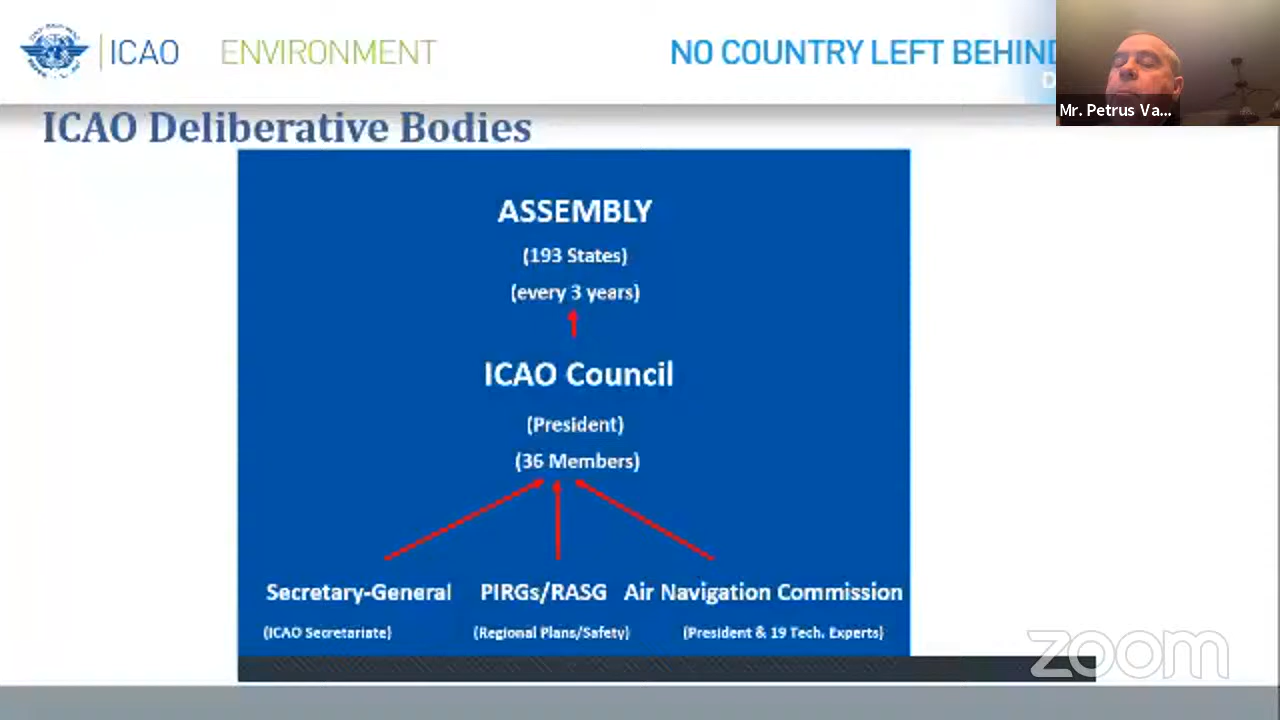 ICAO ENVIRONMENT NO COUNTRY LEFT BEHIND
Mr. Petrus Va...
ICAO Deliberative Bodies
ASSEMBLY
(193 States)
(every 3 years)
ICAO Council
(President)
(36 Members)
Secretary-General PIRGs/RASG Air Navigation Commission
(ICAO Secretariate) (Regional Plans/Safety) (President & 19 Tech. Experts)
zoom